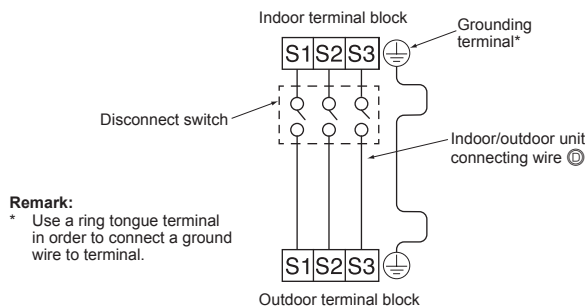 Indoor terminal block
Grounding
terminal*
S1 S2 S3
Disconnect switch
Indoor/outdoor unit
connecting wire Ⓓ
Remark:
* Use a ring tongue terminal
in order to connect a ground
wire to terminal.
S1 S2 S3
Outdoor terminal block